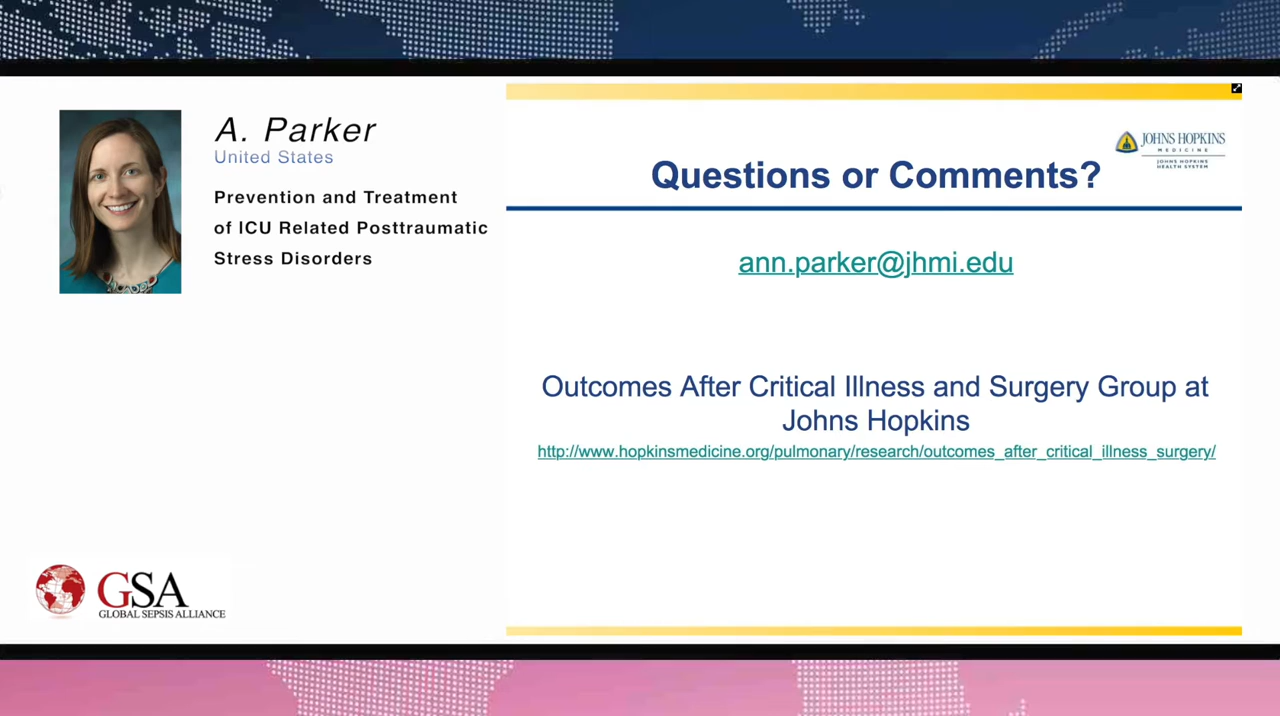 A. Parker
United States
Prevention and Treatment
of ICU Related Posttraumatic
Stress Disorders
GSA
GLOBAL SEPSIS ALLIANCE
JOHNS HOPKINS
MEDICINE
JOHNS HOPKINS
HEALTH SYSTEM
Questions or Comments?
ann.parker@jhmi.edu
Outcomes After Critical Illness and Surgery Group at
Johns Hopkins
http://www.hopkinsmedicine.org/pulmonary/research/outcomes_after_critical_illness_surgery/